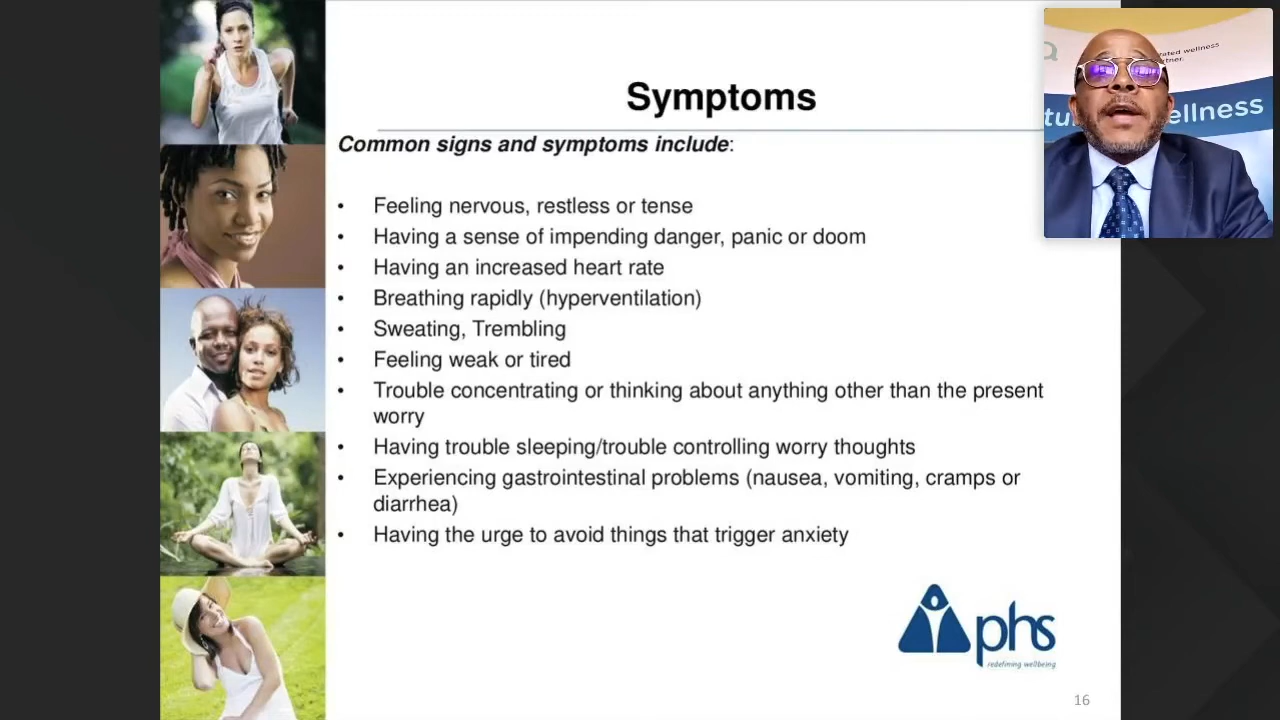 Symptoms
Common signs and symptoms include:
• Feeling nervous, restless or tense
• Having a sense of impending danger, panic or doom
• Having an increased heart rate
• Breathing rapidly (hyperventilation)
• Sweating, Trembling
• Feeling weak or tired
• Trouble concentrating or thinking about anything other than the present
worry
• Having trouble sleeping/trouble controlling worry thoughts
• Experiencing gastrointestinal problems (nausea, vomiting, cramps or
diarrhea)
• Having the urge to avoid things that trigger anxiety
phs
redefining wellbeing
16